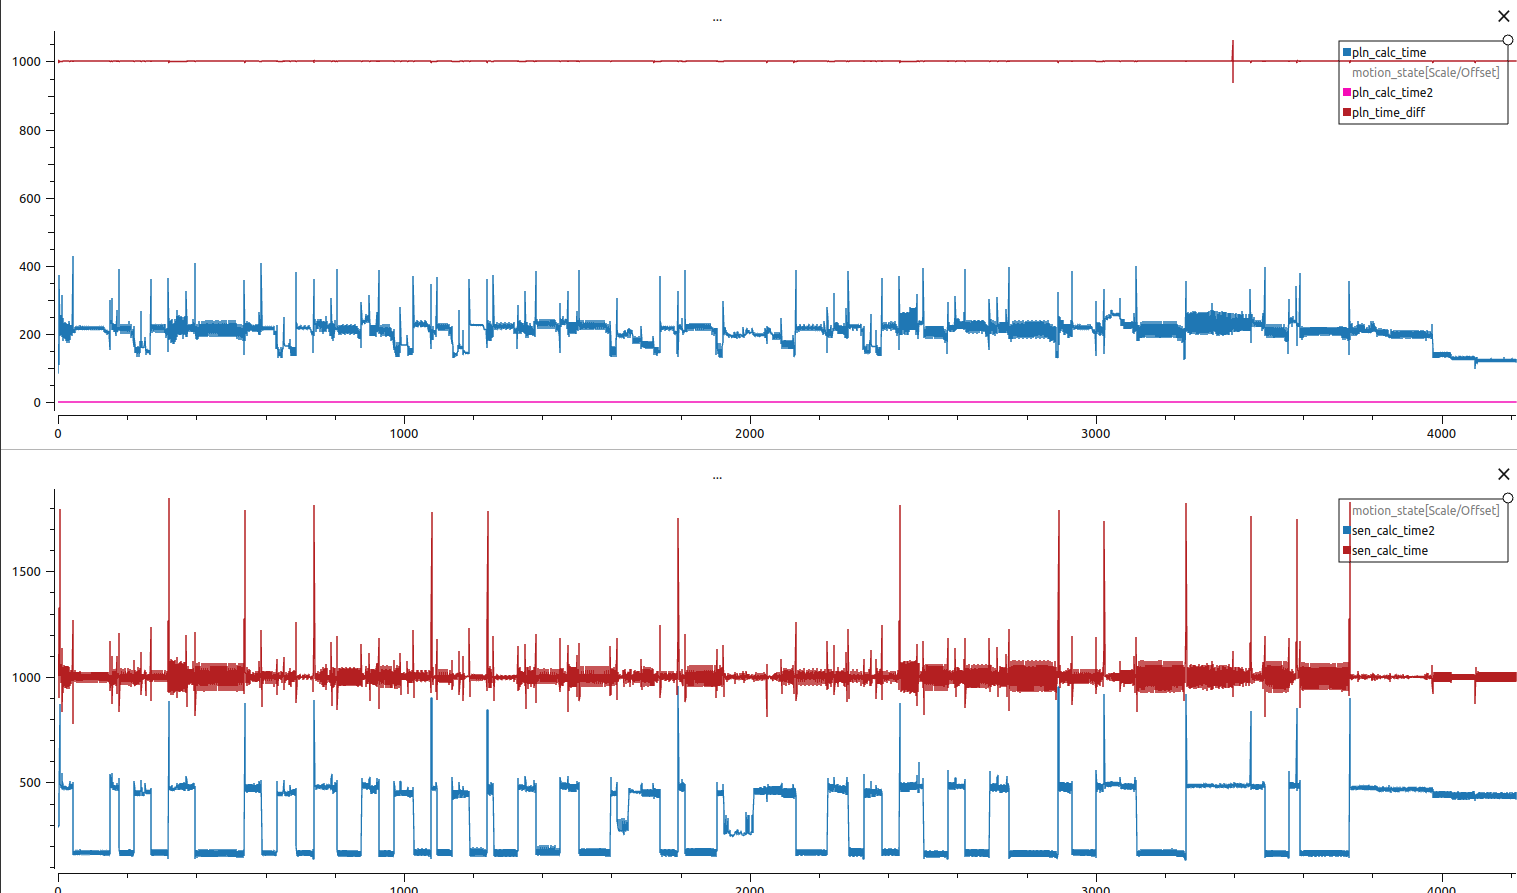 ...
pln_calc_time
motion_state[Scale/Offset]
pln_calc_time2
pln_time_diff
1000
800
600
400
200
0
0 1000 2000 3000 4000
...
motion_state[Scale/Offset]
sen_calc_time2
sen_calc_time
1500
1000
500
0 1000 2000 3000 4000